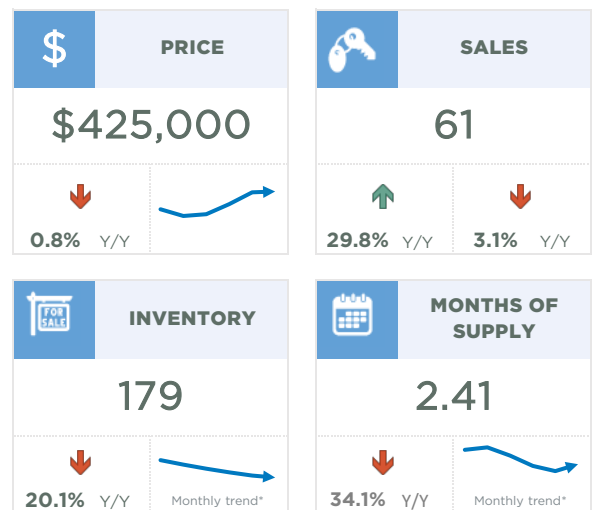 $
PRICE
$425,000
0.8% Y/Y
SALES
61
29.8% Y/Y
3.1% Y/Y
FOR
SALE
INVENTORY
179
20.1% Y/Y
Monthly trend*
MONTHS OF
SUPPLY
2.41
34.1% Y/Y
Monthly trend*